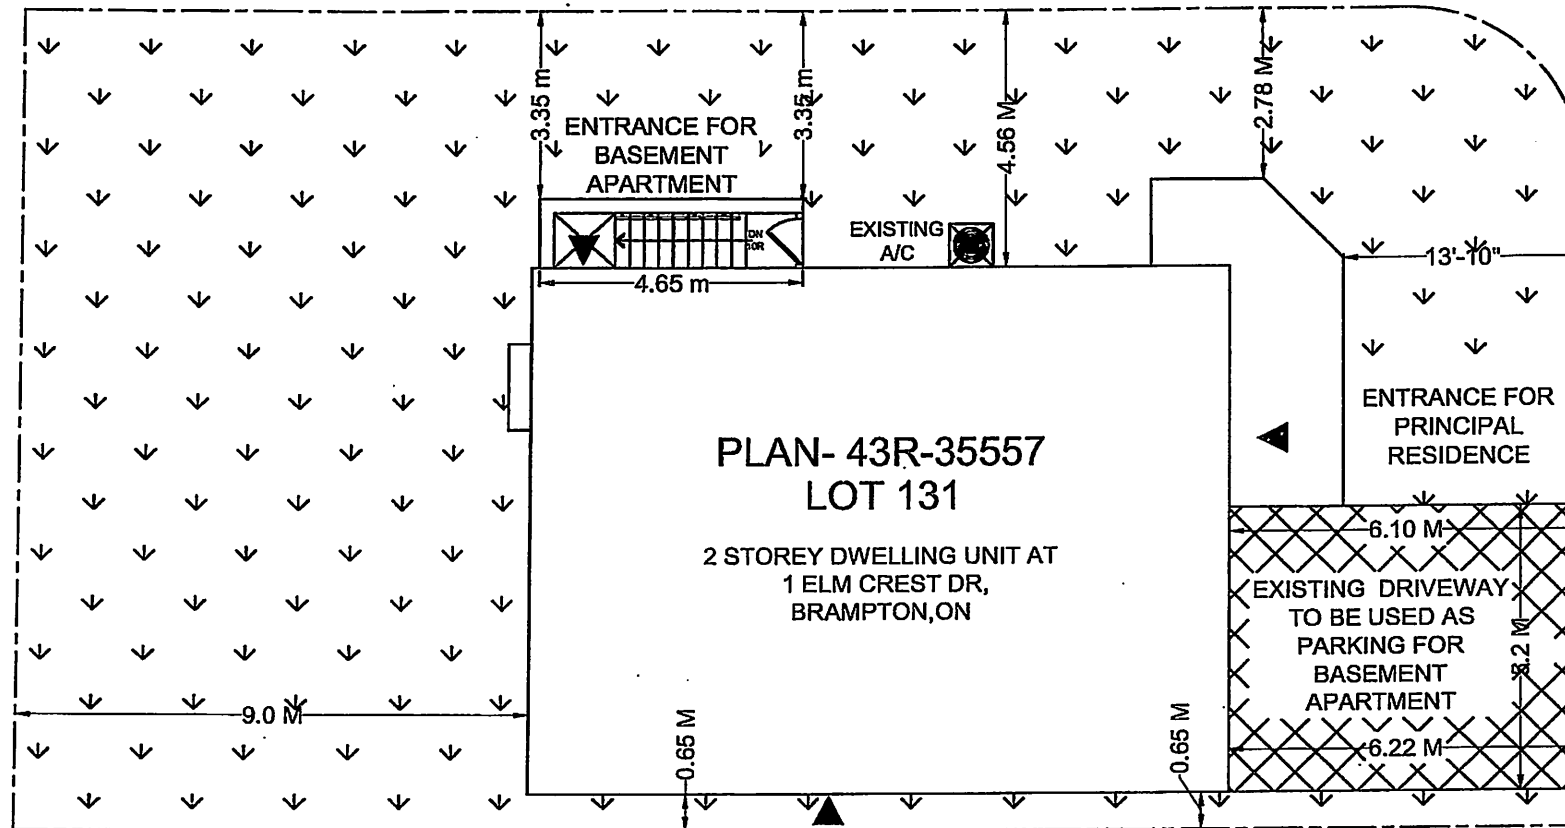 3.35 m
3.35 m
4.56 M
2.78 M
ENTRANCE FOR
BASEMENT
APARTMENT
DN
10R
EXISTING
A/C
4.65 m
13'-10"
ENTRANCE FOR
PRINCIPAL
RESIDENCE
PLAN- 43R-35557
LOT 131
2 STOREY DWELLING UNIT AT
1 ELM CREST DR,
BRAMPTON,ON
6.10 M
EXISTING DRIVEWAY
TO BE USED AS
PARKING FOR
BASEMENT
APARTMENT
6.22 M
9.0 M
0.65 M
0.65 M